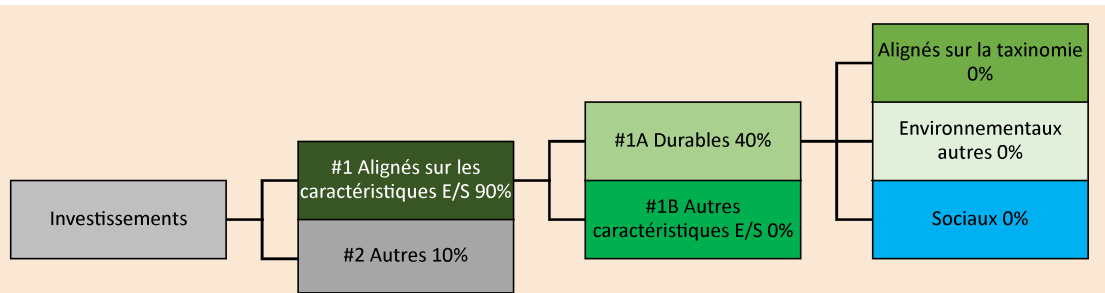 Investissements
#1 Alignés sur les
caractéristiques E/S 90%
#2 Autres 10%
#1A Durables 40%
#1B Autres
caractéristiques E/S 0%
Alignés sur la taxinomie
0%
Environnementaux
autres 0%
Sociaux 0%